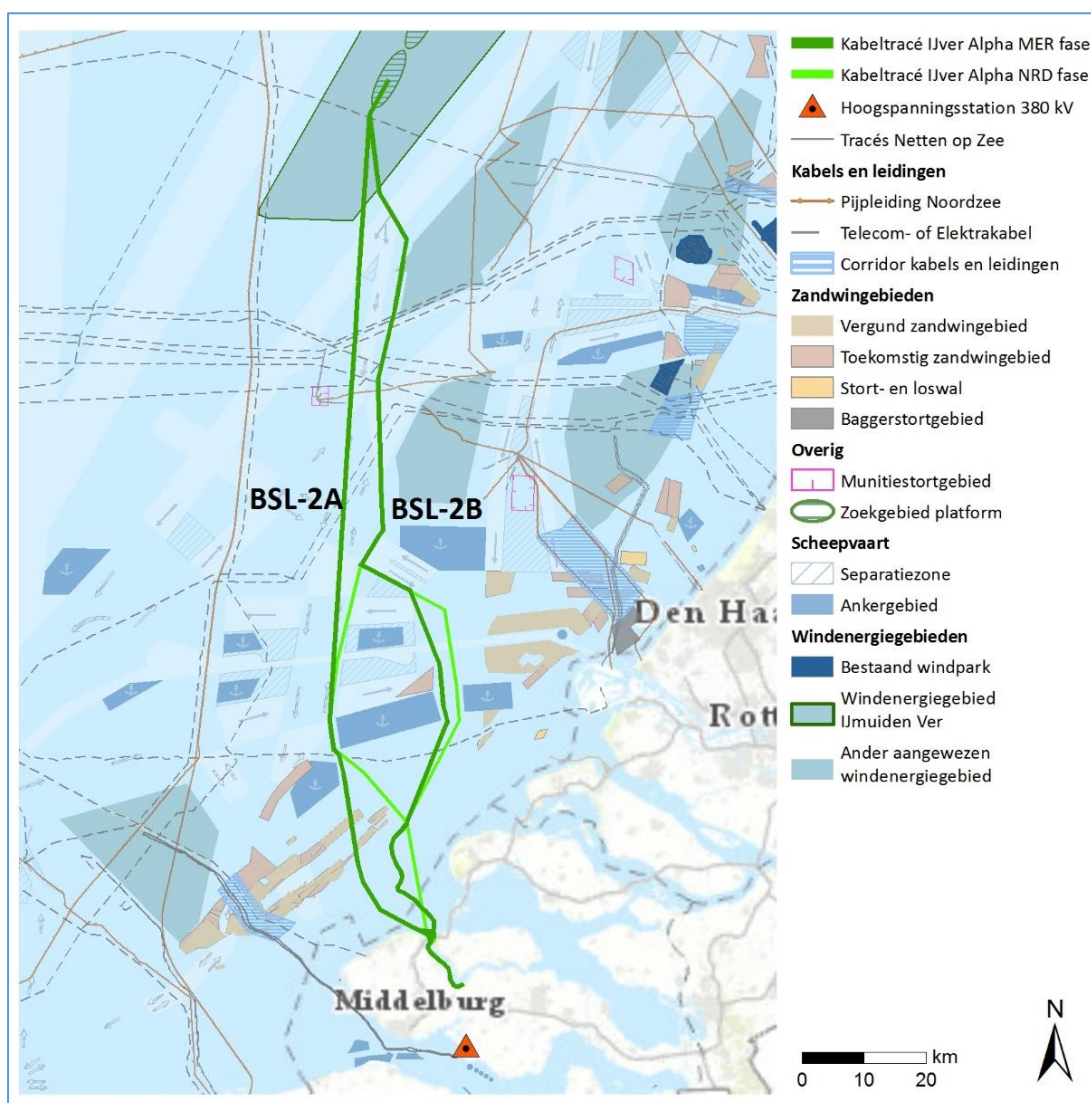 BSL-2A
BSL-2B
Den Haa
Rott
Middelburg
Kabeltracé IJver Alpha MER fase
Kabeltracé IJver Alpha NRD fase
Hoogspanningsstation 380 kV
Tracés Netten op Zee
Kabels en leidingen
Pijpleiding Noordzee
Telecom- of Elektrakabel
Corridor kabels en leidingen
Zandwingebieden
Vergund zandwingebied
Toekomstig zandwingebied
Stort- en loswal
Baggerstortgebied
Overig
Munitiestortgebied
Zoekgebied platform
Scheepvaart
Separatiezone
Ankergebied
Windenergiegebieden
Bestaand windpark
Windenergiegebied
IJmuiden Ver
Ander aangewezen
windenergiegebied
N
km
0 10 20